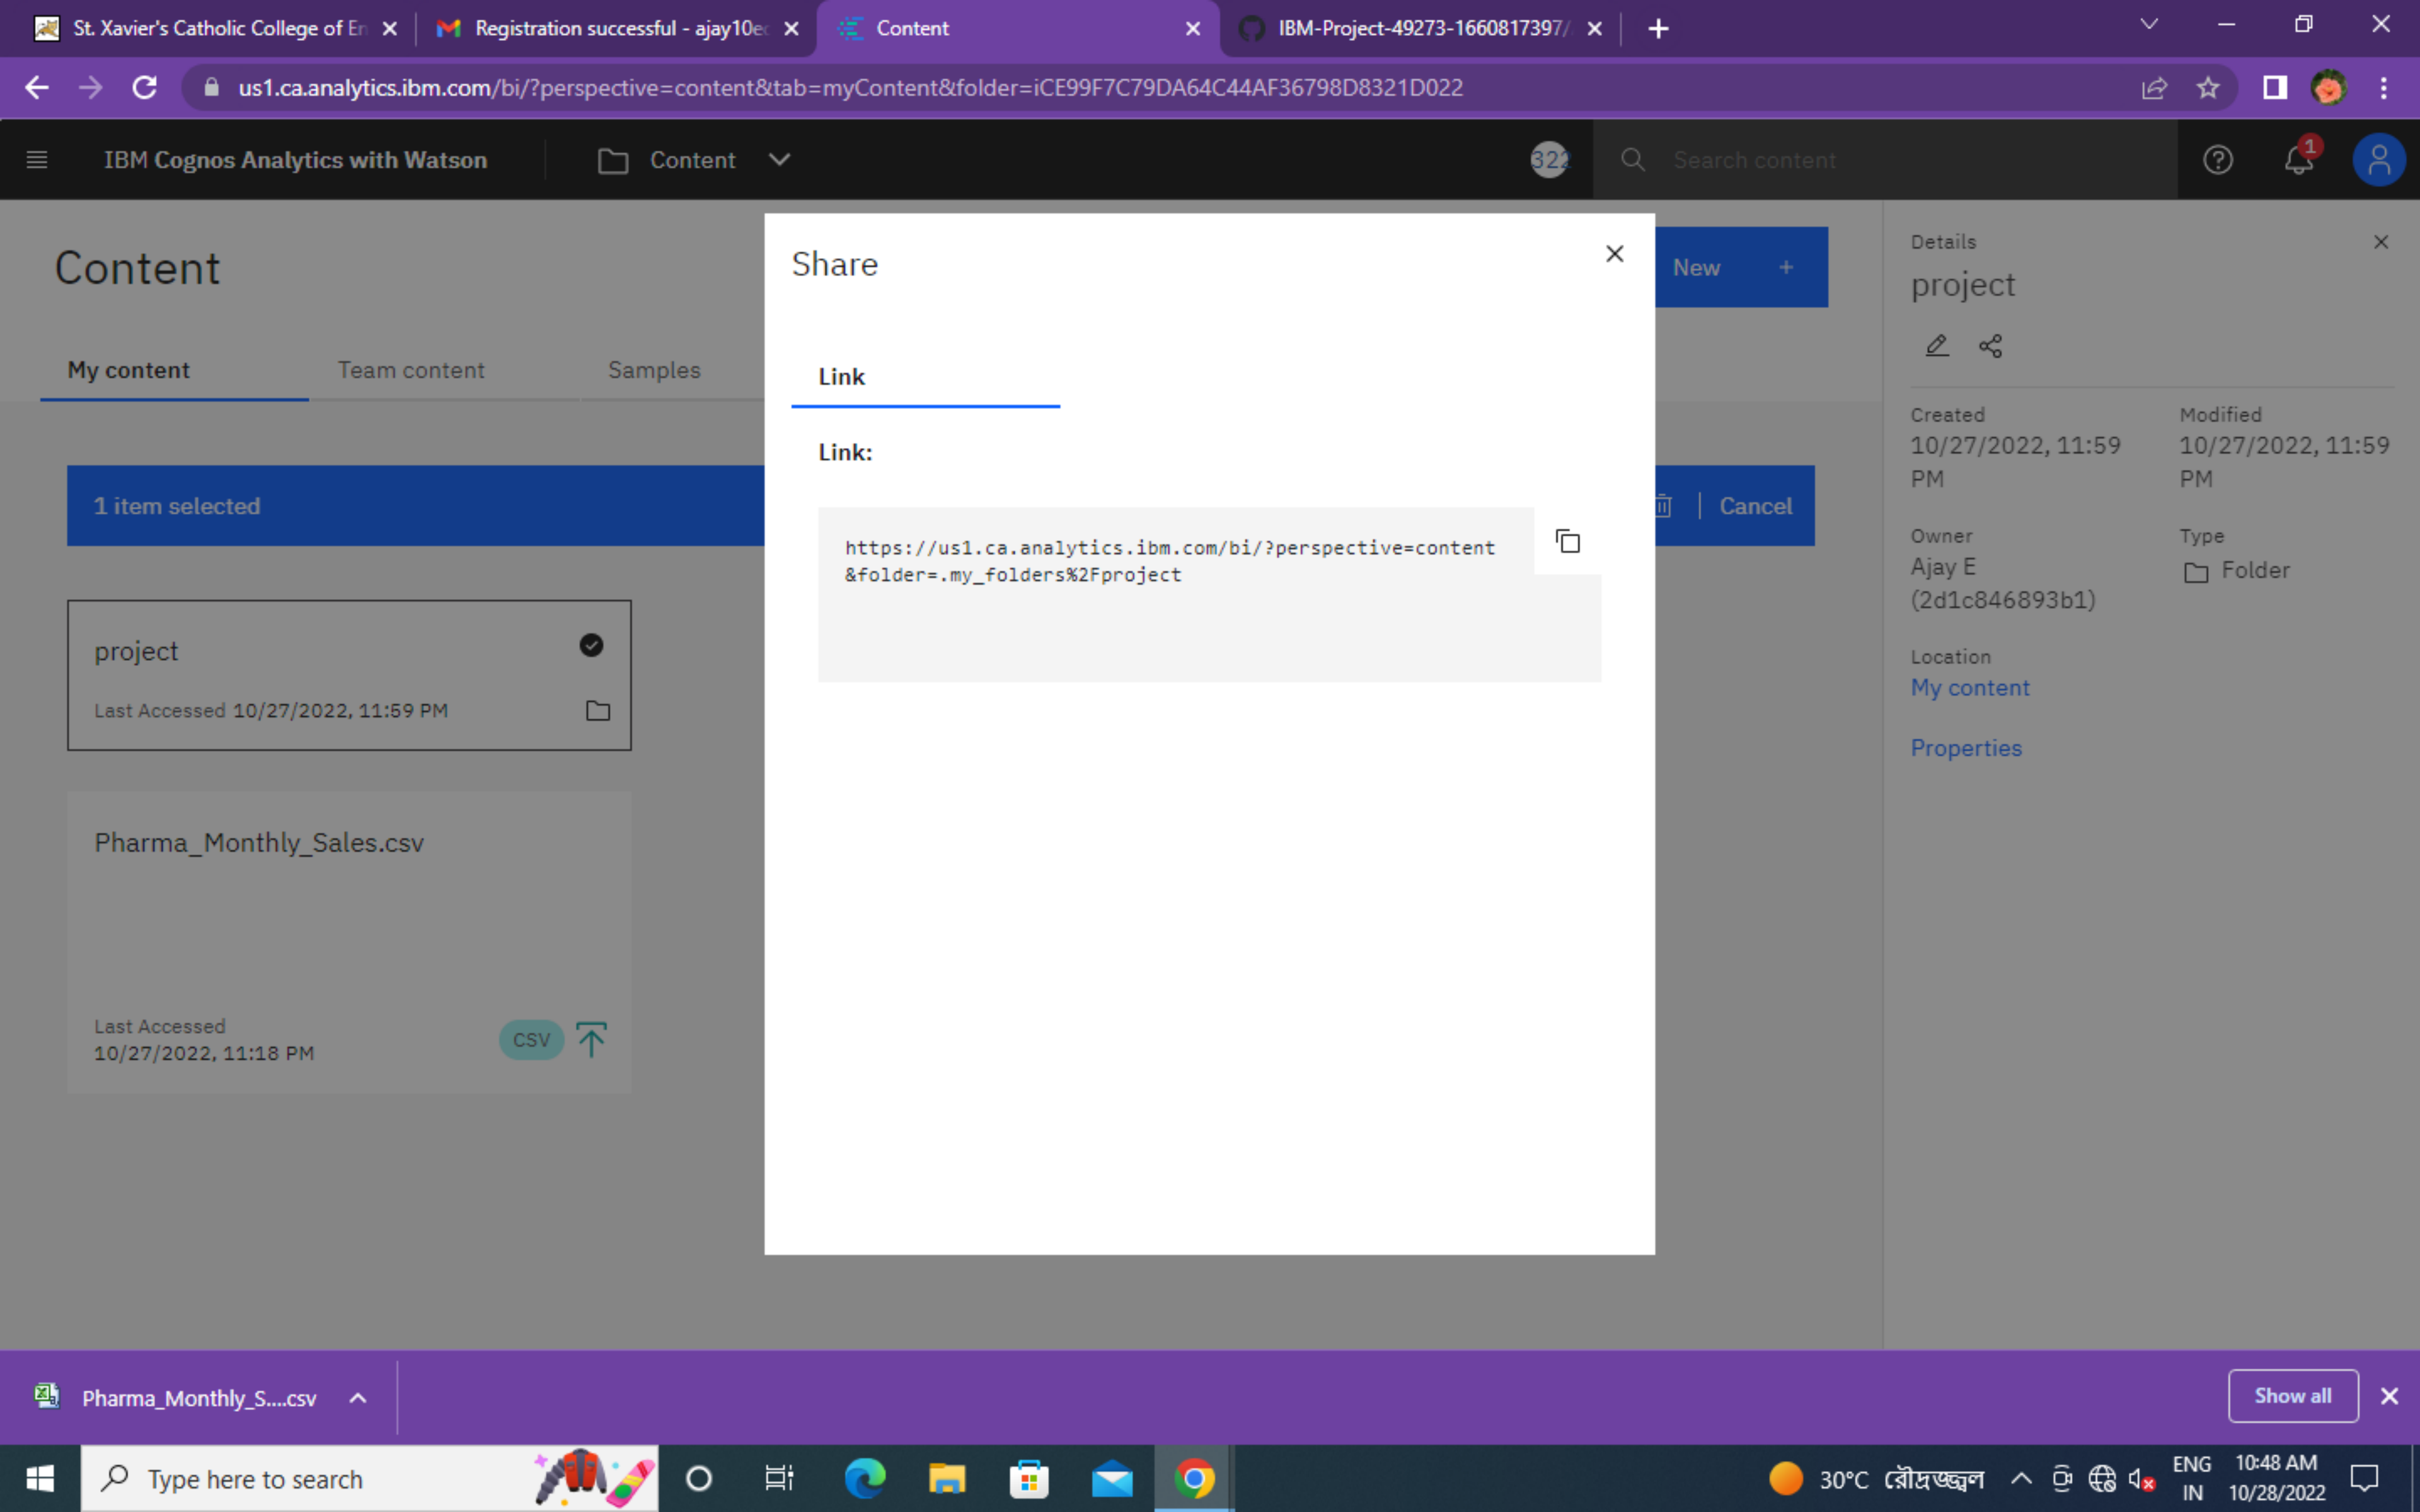 St. Xavier's Catholic College of En
Registration successful - ajay10ec
Content
IBM-Project-49273-1660817397/
us1.ca.analytics.ibm.com/bi/?perspective=content&tab=myContent&folder=iCE99F7C79DA64C44AF36798D8321D022
IBM Cognos Analytics with Watson
Content
322
Search content
1
Content
New +
My content
Team content
Samples
1 item selected
Cancel
project
Last Accessed 10/27/2022, 11:59 PM
Pharma_Monthly_Sales.csv
Last Accessed
10/27/2022, 11:18 PM
CSV
Share
Link
Link:
https://us1.ca.analytics.ibm.com/bi/?perspective=content
&folder=.my_folders%2Fproject
Details
project
Created
10/27/2022, 11:59
PM
Modified
10/27/2022, 11:59
PM
Owner
Ajay E
(2d1c846893b1)
Type
Folder
Location
My content
Properties
Pharma_Monthly_S....csv
Show all
Type here to search
30°C রৌদ্রজ্জ্বল
ENG
IN
10:48 AM
10/28/2022